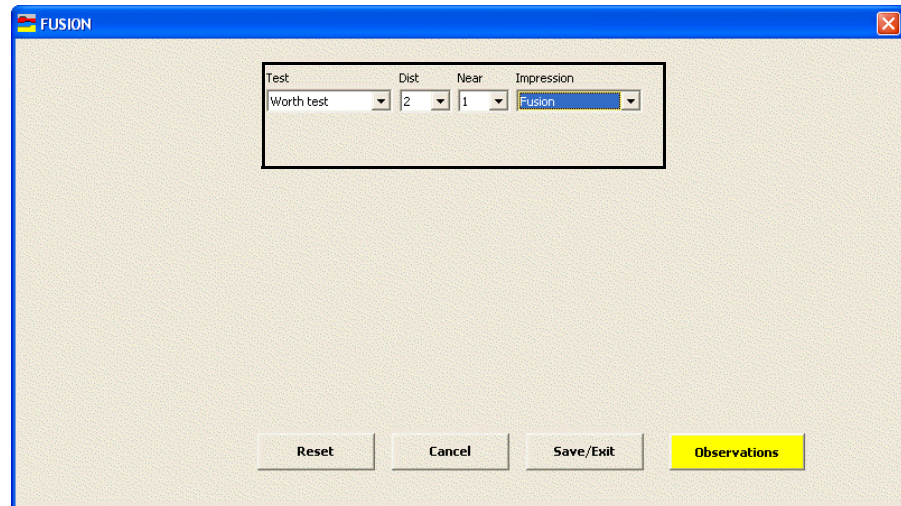 FUSION
Test Dist Near Impression
Worth test 2 1 Fusion
Reset Cancel Save/Exit Observations